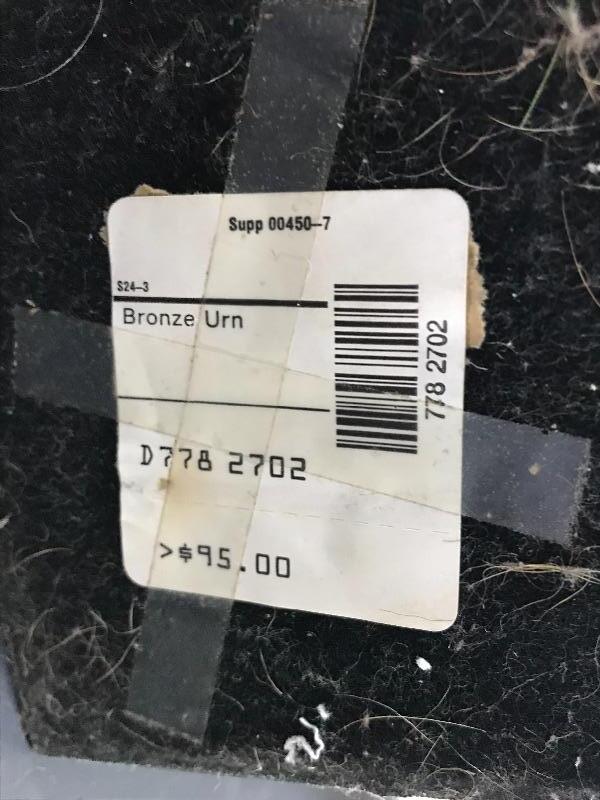 Supp 00450-7
S24-3
Bronze Urn
778 2702
D778 2702
>$95.00